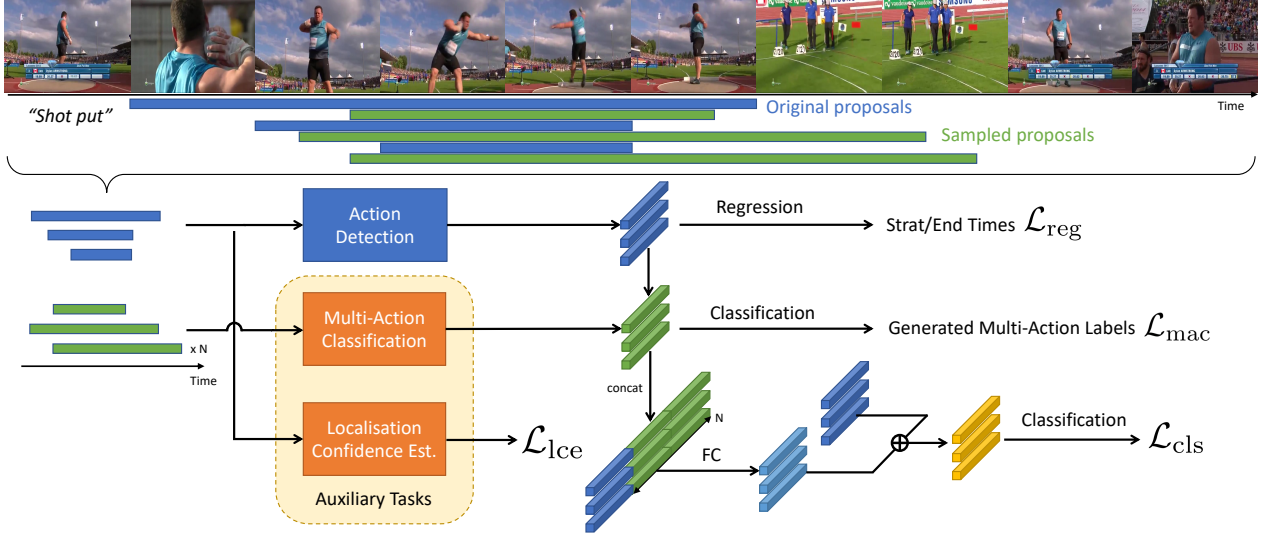 Time
"Shot put"
Original proposals
Sampled proposals
Action
Detection
Regression
Strat/End Times ℒreg
Multi-Action
Classification
Classification
Generated Multi-Action Labels ℒmac
x N
Time
concat
N
Localisation
Confidence Est.
ℒlce
FC
Classification
ℒcls
Auxiliary Tasks
UBS